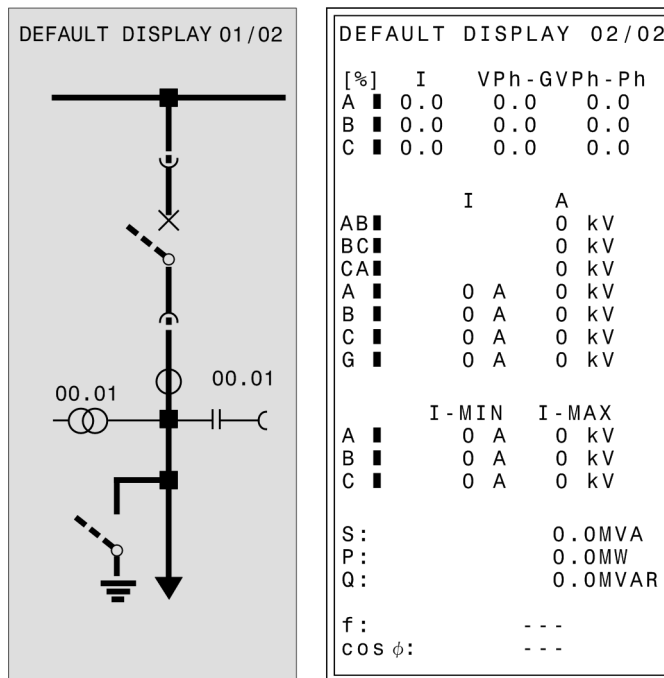 DEFAULT DISPLAY 01/02
00.01
00.01
DEFAULT DISPLAY 02/02
[%] I VPh-GVPh-Ph
A 0.0 0.0 0.0
B 0.0 0.0 0.0
C 0.0 0.0 0.0
I A
AB 0 kV
BC 0 kV
CA 0 kV
A 0 A 0 kV
B 0 A 0 kV
C 0 A 0 kV
G 0 A 0 kV
I-MIN I-MAX
A 0 A 0 kV
B 0 A 0 kV
C 0 A 0 kV
S: 0.0MVA
P: 0.0MW
Q: 0.0MVAR
f: ---
cos ϕ: ---